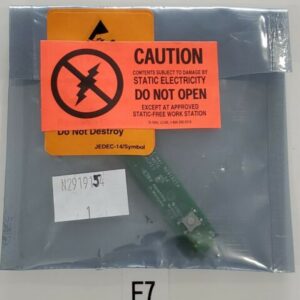 CAUTION
CONTENTS SUBJECT TO DAMAGE BY
STATIC ELECTRICITY
DO NOT OPEN
EXCEPT AT APPROVED
STATIC-FREE WORK STATION
Do Not Destroy
JEDEC-14/Symbol
1
E7